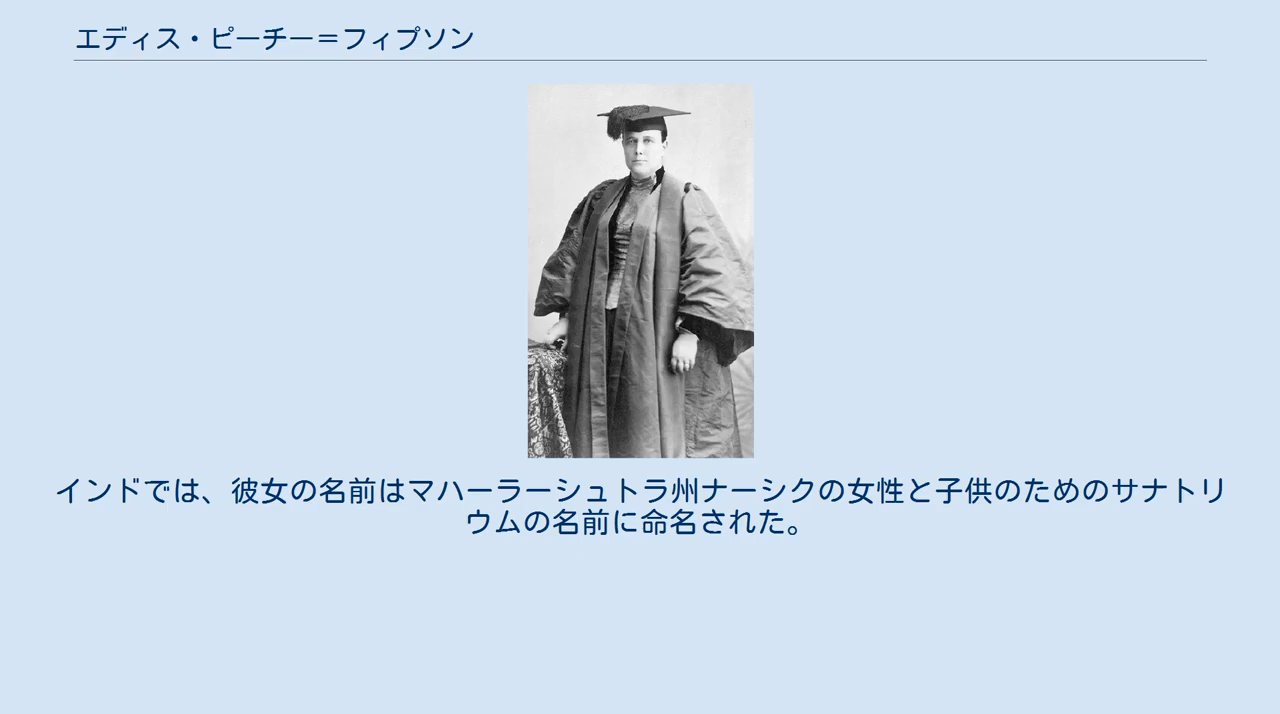 エディス・ピーチー＝フィプソン
インドでは、彼女の名前はマハーラーシュトラ州ナーシクの女性と子供のためのサナトリ
ウムの名前に命名された。